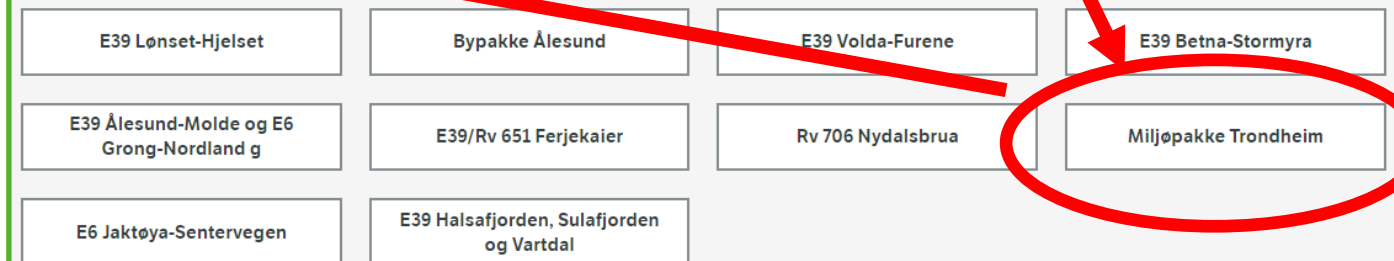 E39 Lønset-Hjelset
Bypakke Ålesund
E39 Volda-Furene
E39 Betna-Stormyra
E39 Ålesund-Molde og E6
Grong-Nordland g
E39/Rv 651 Ferjekaier
Rv 706 Nydalsbrua
Miljøpakke Trondheim
E6 Jaktøya-Sentervegen
E39 Halsafjorden, Sulafjorden
og Vartdal